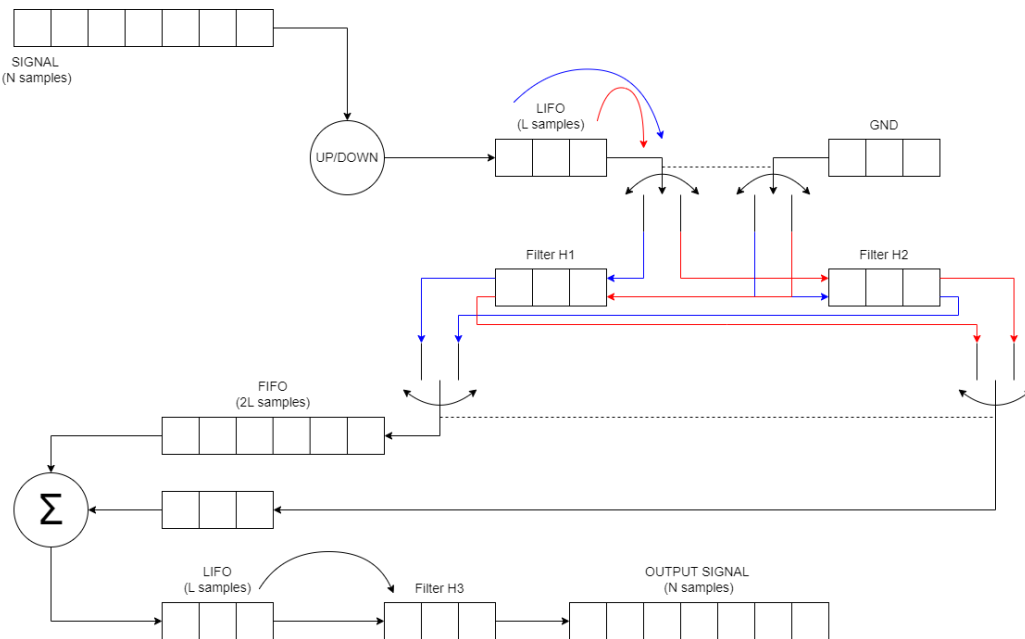 SIGNAL
(N samples)
UP/DOWN
LIFO
(L samples)
GND
Filter H1
Filter H2
FIFO
(2L samples)
Σ
LIFO
(L samples)
Filter H3
OUTPUT SIGNAL
(N samples)